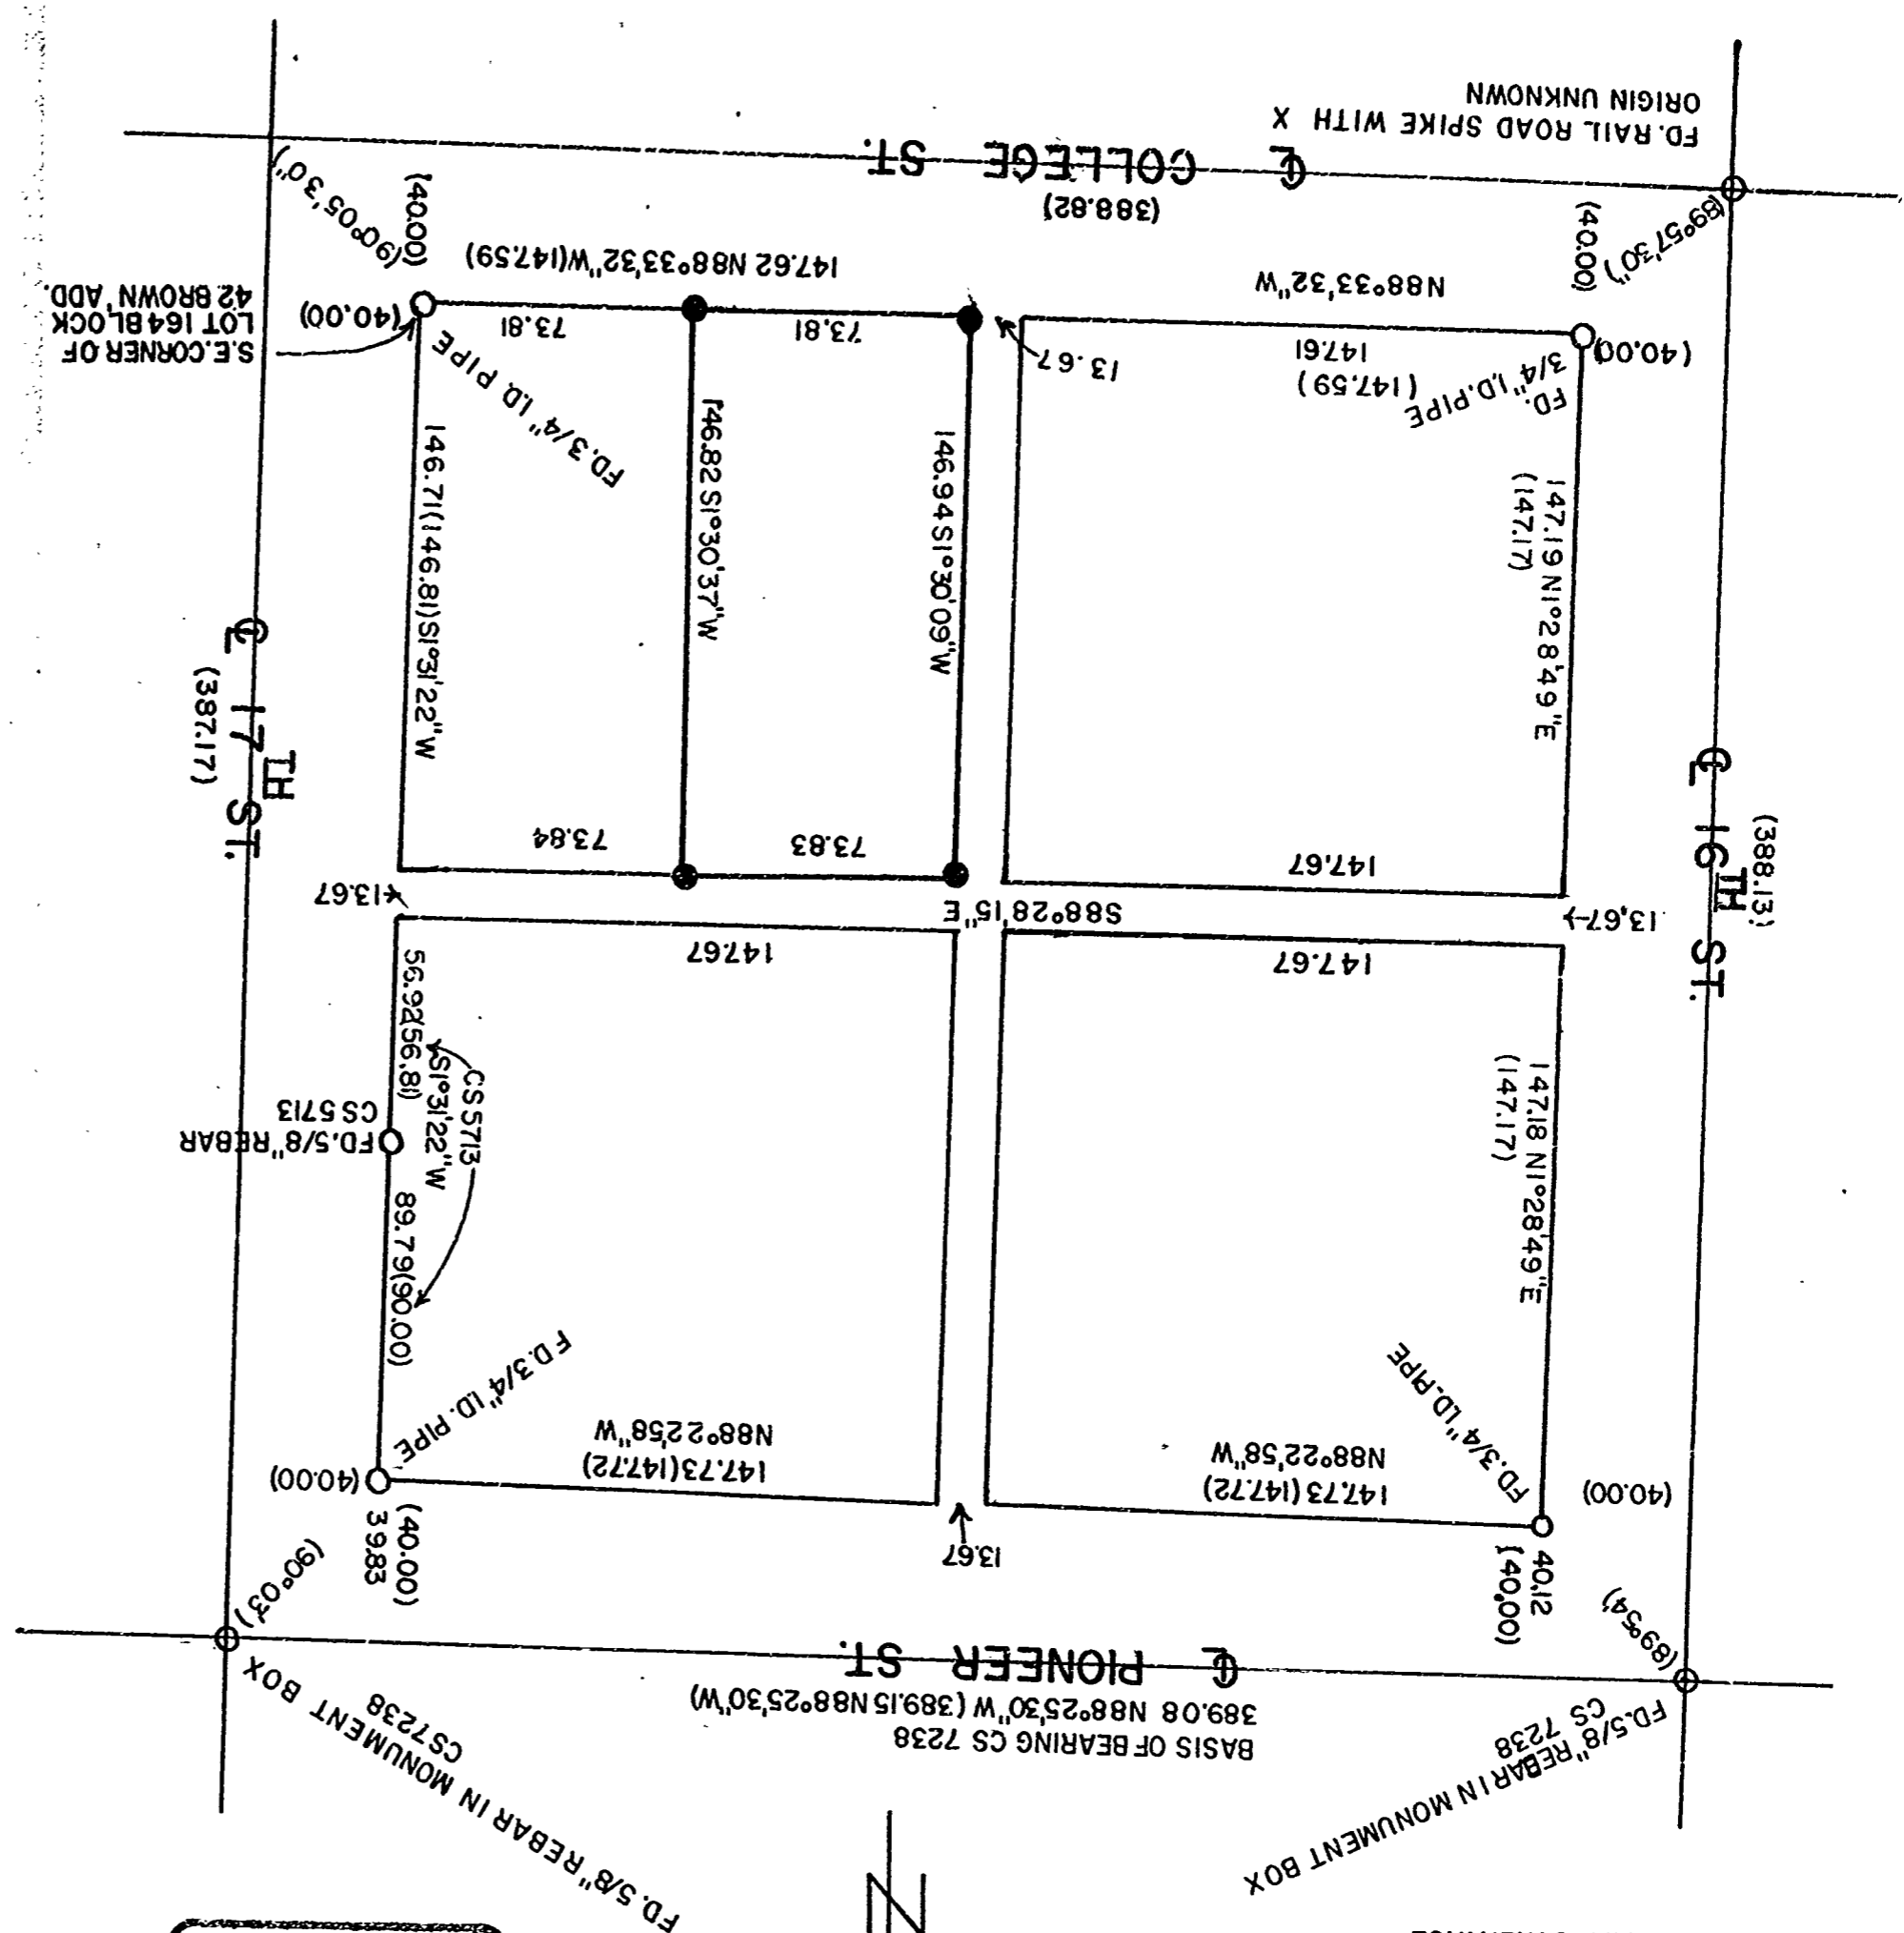 FD. 5/8" REBAR IN MONUMENT BOX
CS 7238
N
FD. 5/8" REBAR IN MONUMENT BOX
CS7238
BASIS OF BEARING CS 7238
389.08 N88°25'30"W (389.15 N88°25'30"W)
℄ PIONEER ST.
(89°54')
(90°03')
40.12
(40.00)
(40.00)
13.67
39.83
(40.00)
(40.00)
FD. 3/4" I.D. PIPE
147.73 (147.72)
N88°22'58"W
147.73 (147.72)
N88°22'58"W
FD. 3/4" I.D. PIPE
147.18 N1°28'49"E
(147.17)
89.79(90.00)
CS5713
S1°31'22"W
56.92(56.81)
FD. 5/8" REBAR
CS 5713
147.67
147.67
13.67
S88°28'15"E
13.67
℄ 16TH ST.
(388.13)
147.67
73.83
73.84
℄ 17TH ST.
(387.17)
147.19 N1°28'49"E
(147.17)
146.94 S1°30'09"W
146.82 S1°30'37"W
146.71(146.81)S1°31'22"W
FD. 3/4" I.D. PIPE
(147.59)
147.61
13.67
73.81
73.81
FD. 3/4" I.D. PIPE
(40.00)
(40.00)
S.E. CORNER OF
LOT 164 BLOCK
42 BROWN' ADD.
N88°33'32"W
147.62 N88°33'32"W(147.59)
(40.00)
(40.00)
(89°57'30")
(90°05'30")
(388.82)
℄ COLLEGE ST.
FD. RAIL ROAD SPIKE WITH X
ORIGIN UNKNOWN